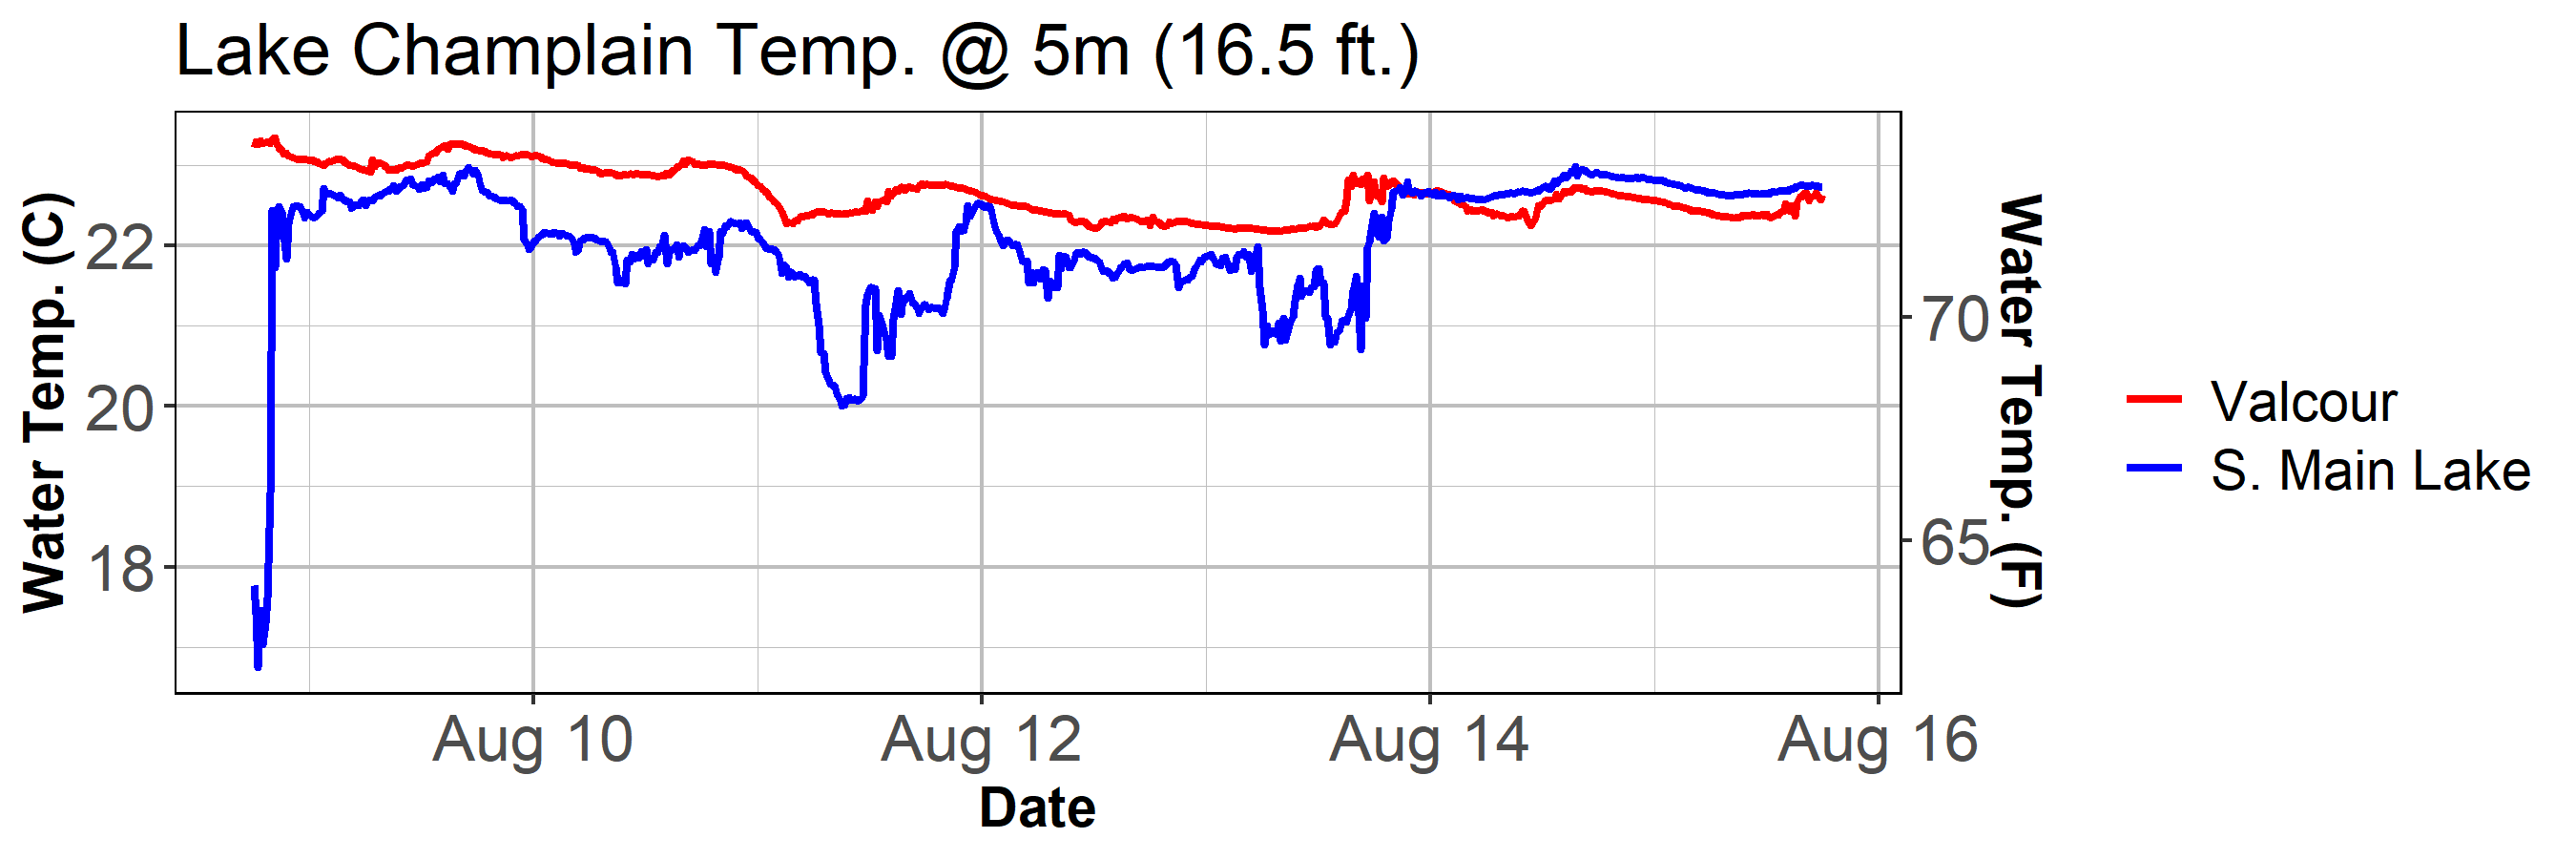 Lake Champlain Temp. @ 5m (16.5 ft.)
Water Temp. (C)
22
20
18
70
65
Water Temp. (F)
Valcour
S. Main Lake
Aug 10
Aug 12
Aug 14
Aug 16
Date